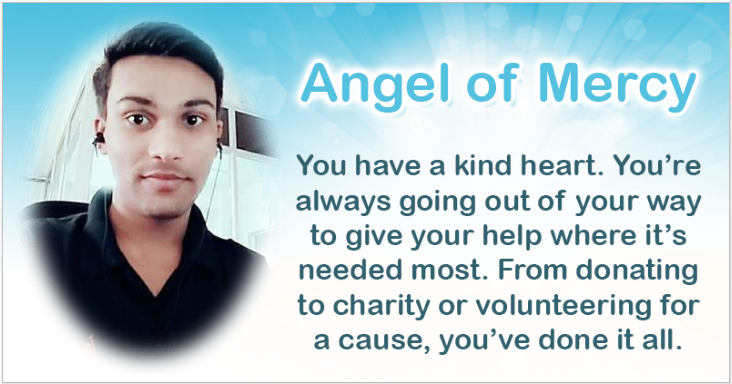 Angel of Mercy
You have a kind heart. You’re
always going out of your way
to give your help where it’s
needed most. From donating
to charity or volunteering for
a cause, you’ve done it all.